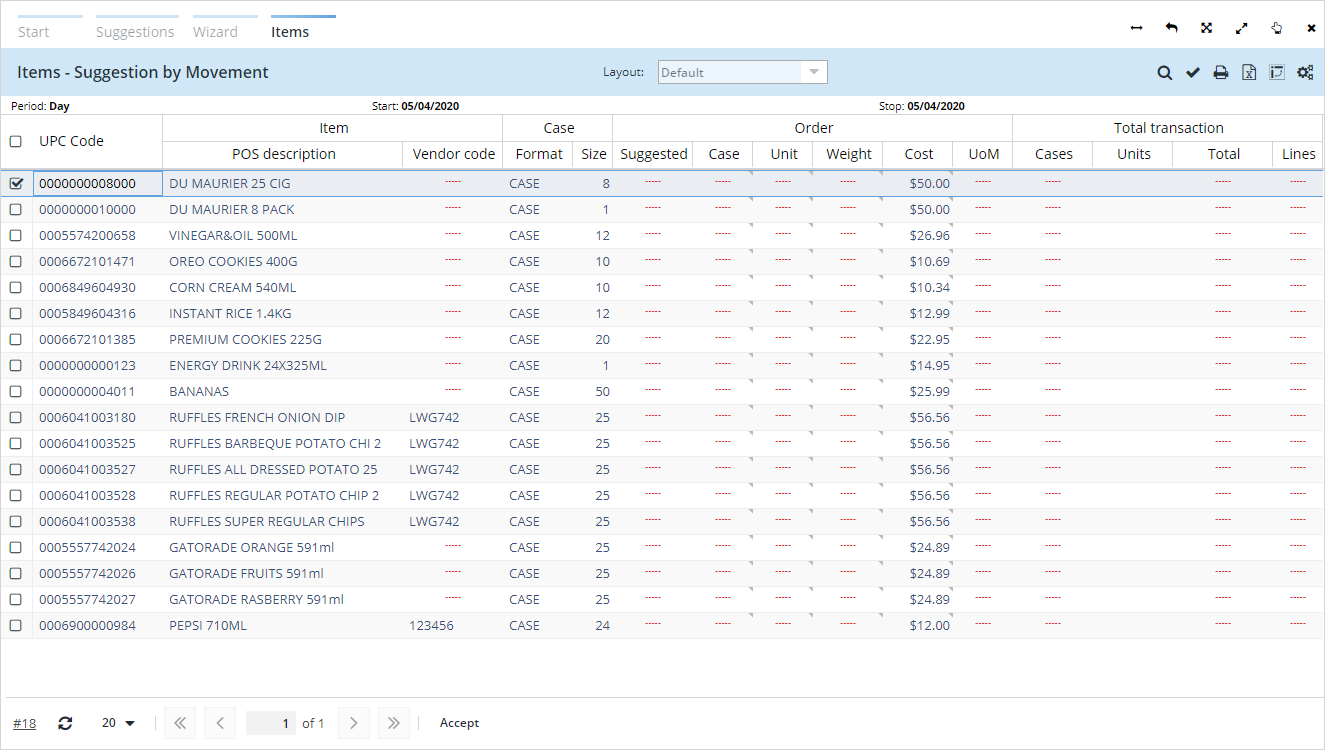 Start Suggestions Wizard Items
Items - Suggestion by Movement Layout: Default
Period: Day Start: 05/04/2020 Stop: 05/04/2020
UPC Code Item Case Order Total transaction
POS description Vendor code Format Size Suggested Case Unit Weight Cost UoM Cases Units Total Lines
0000000008000 DU MAURIER 25 CIG ----- CASE 8 ----- ----- ----- ----- $50.00 ----- ----- ----- -----
0000000010000 DU MAURIER 8 PACK ----- CASE 1 ----- ----- ----- ----- $50.00 ----- ----- ----- -----
0005574200658 VINEGAR&OIL 500ML ----- CASE 12 ----- ----- ----- ----- $26.96 ----- ----- ----- -----
0006672101471 OREO COOKIES 400G ----- CASE 10 ----- ----- ----- ----- $10.69 ----- ----- ----- -----
0006849604930 CORN CREAM 540ML ----- CASE 10 ----- ----- ----- ----- $10.34 ----- ----- ----- -----
0005849604316 INSTANT RICE 1.4KG ----- CASE 12 ----- ----- ----- ----- $12.99 ----- ----- ----- -----
0006672101385 PREMIUM COOKIES 225G ----- CASE 20 ----- ----- ----- ----- $22.95 ----- ----- ----- -----
0000000000123 ENERGY DRINK 24X325ML ----- CASE 1 ----- ----- ----- ----- $14.95 ----- ----- ----- -----
0000000004011 BANANAS ----- CASE 50 ----- ----- ----- ----- $25.99 ----- ----- ----- -----
0006041003180 RUFFLES FRENCH ONION DIP LWG742 CASE 25 ----- ----- ----- ----- $56.56 ----- ----- ----- -----
0006041003525 RUFFLES BARBEQUE POTATO CHI 2 LWG742 CASE 25 ----- ----- ----- ----- $56.56 ----- ----- ----- -----
0006041003527 RUFFLES ALL DRESSED POTATO 25 LWG742 CASE 25 ----- ----- ----- ----- $56.56 ----- ----- ----- -----
0006041003528 RUFFLES REGULAR POTATO CHIP 2 LWG742 CASE 25 ----- ----- ----- ----- $56.56 ----- ----- ----- -----
0006041003538 RUFFLES SUPER REGULAR CHIPS LWG742 CASE 25 ----- ----- ----- ----- $56.56 ----- ----- ----- -----
0005557742024 GATORADE ORANGE 591ml ----- CASE 25 ----- ----- ----- ----- $24.89 ----- ----- ----- -----
0005557742026 GATORADE FRUITS 591ml ----- CASE 25 ----- ----- ----- ----- $24.89 ----- ----- ----- -----
0005557742027 GATORADE RASBERRY 591ml ----- CASE 25 ----- ----- ----- ----- $24.89 ----- ----- ----- -----
0006900000984 PEPSI 710ML 123456 CASE 24 ----- ----- ----- ----- $12.00 ----- ----- ----- -----
#18 20 1 of 1 Accept